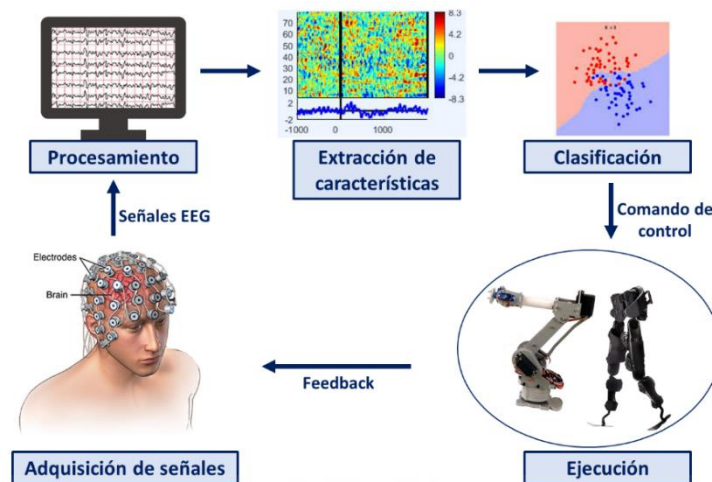 80
70
60
50
40
30
20
10
2
-2
-1000
0
1000
8.3
4.2
0
-4.2
-8.3
Procesamiento
Extracción de
características
Clasificación
Señales EEG
Comando de
control
Electrodes
Brain
Feedback
Adquisición de señales
Ejecución